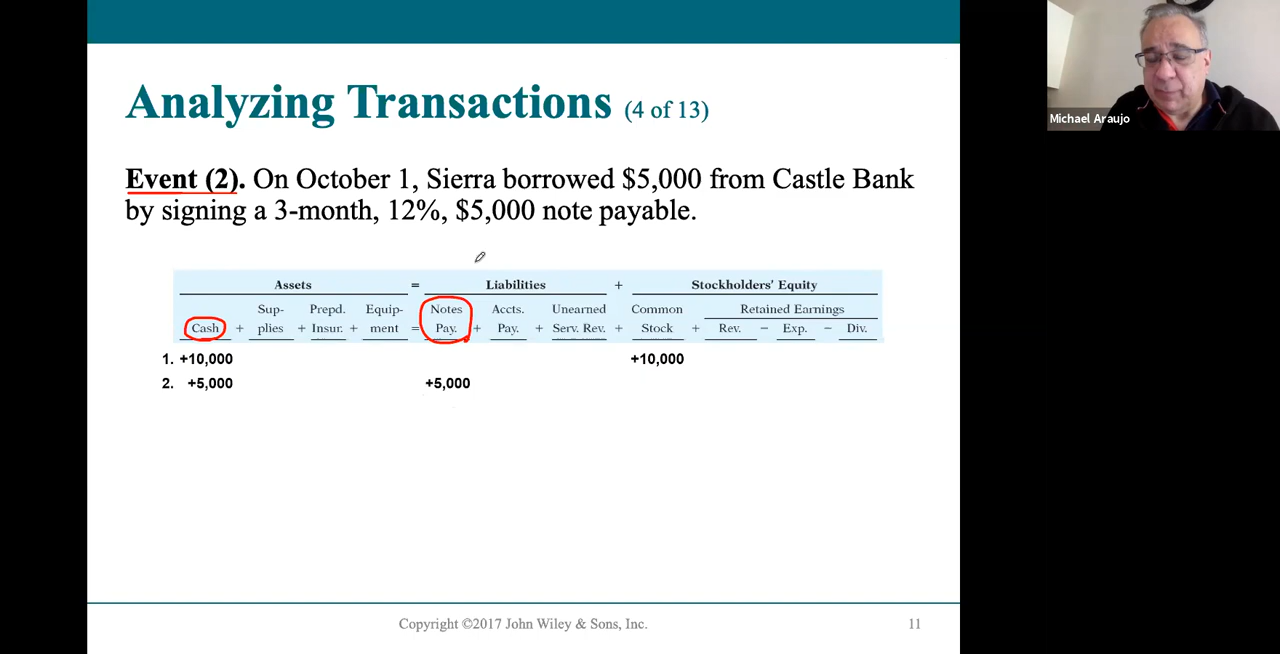 Analyzing Transactions (4 of 13)
Event (2). On October 1, Sierra borrowed $5,000 from Castle Bank
by signing a 3-month, 12%, $5,000 note payable.
Assets = Liabilities + Stockholders' Equity
Sup- Prepd. Equip- Notes Accts. Unearned Common Retained Earnings
Cash + plies + Insur. + ment = Pay. + Pay. + Serv. Rev. + Stock + Rev. − Exp. − Div.
1. +10,000 +10,000
2. +5,000 +5,000
Copyright ©2017 John Wiley & Sons, Inc. 11
Michael Araujo